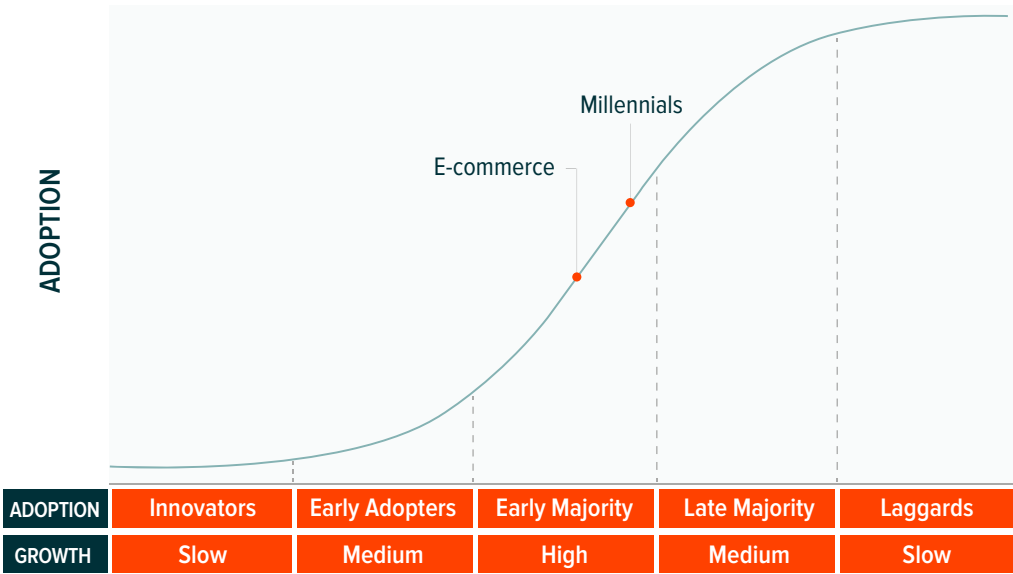 Millennials
E-commerce
ADOPTION
ADOPTION Innovators Early Adopters Early Majority Late Majority Laggards
GROWTH Slow Medium High Medium Slow